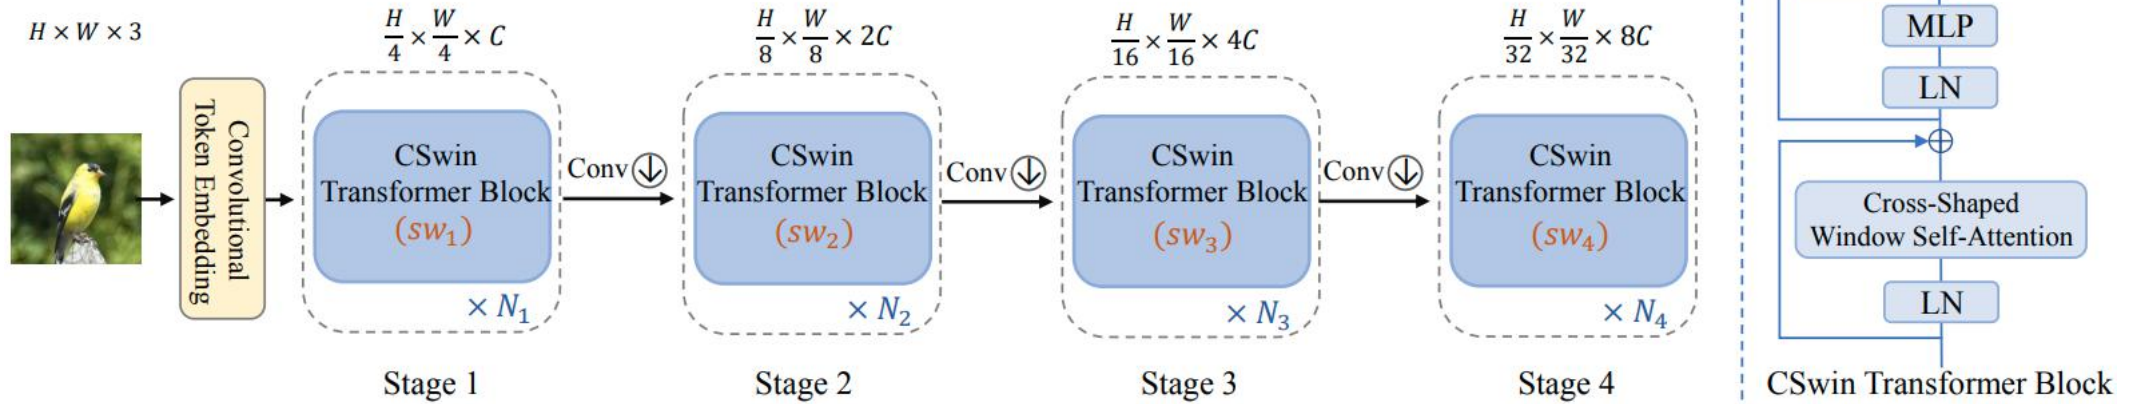 H × W × 3
H/4 × W/4 × C
H/8 × W/8 × 2C
H/16 × W/16 × 4C
H/32 × W/32 × 8C
Convolutional
Token Embedding
CSwin
Transformer Block
(sw₁)
× N₁
Stage 1
Conv
CSwin
Transformer Block
(sw₂)
× N₂
Stage 2
Conv
CSwin
Transformer Block
(sw₃)
× N₃
Stage 3
Conv
CSwin
Transformer Block
(sw₄)
× N₄
Stage 4
MLP
LN
Cross-Shaped
Window Self-Attention
LN
CSwin Transformer Block